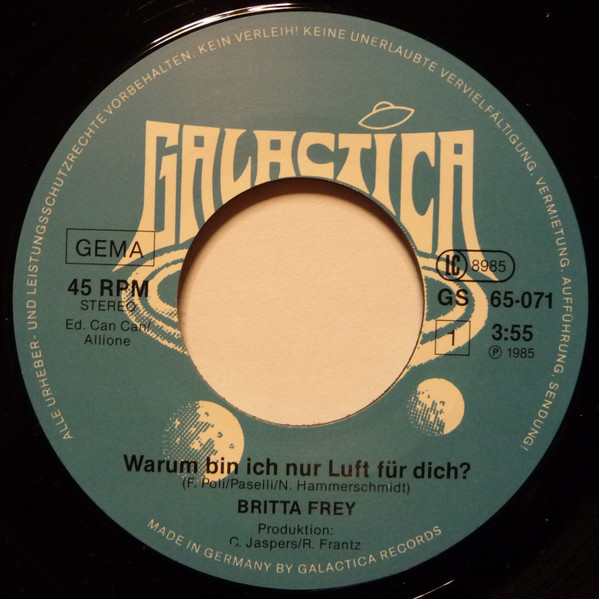 ALLE URHEBER- UND LEISTUNGSSCHUTZRECHTE VORBEHALTEN. KEIN VERLEIH! KEINE UNERLAUBTE VERVIELFÄLTIGUNG, VERMIETUNG, AUFFÜHRUNG, SENDUNG!
GALACTICA
GEMA
45 RPM
STEREO
Ed. Can Can/
Allione
LC 8985
GS 65-071
1 3:55
℗ 1985
Warum bin ich nur Luft für dich?
(F. Poli/Paselli/N. Hammerschmidt)
BRITTA FREY
Produktion:
C. Jaspers/R. Frantz
MADE IN GERMANY BY GALACTICA RECORDS